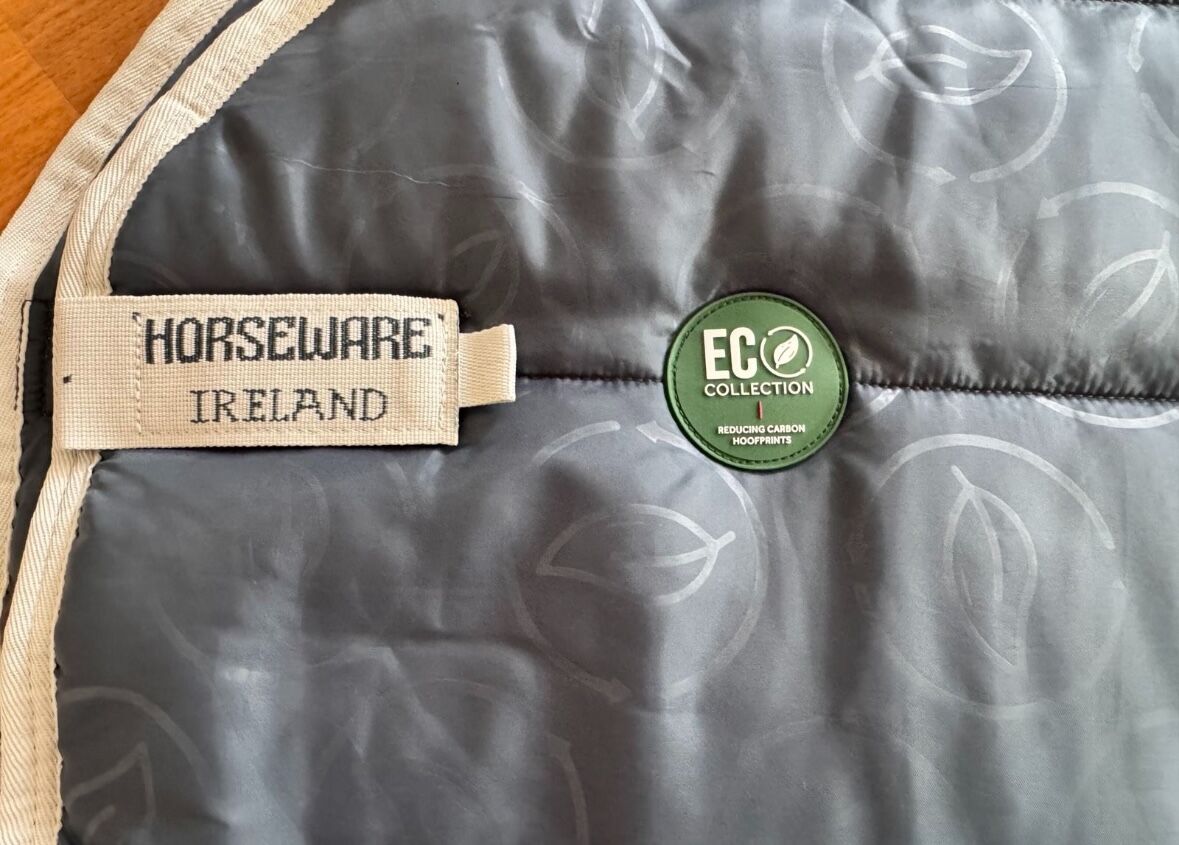 HORSEWARE
IRELAND
ECO
COLLECTION
REDUCING CARBON
HOOFPRINTS